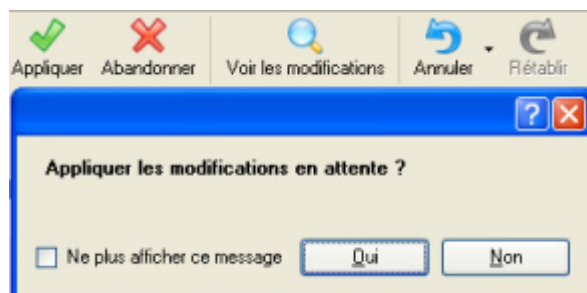 Appliquer Abandonner Voir les modifications Annuler Rétablir
?
Appliquer les modifications en attente ?
Ne plus afficher ce message Oui Non